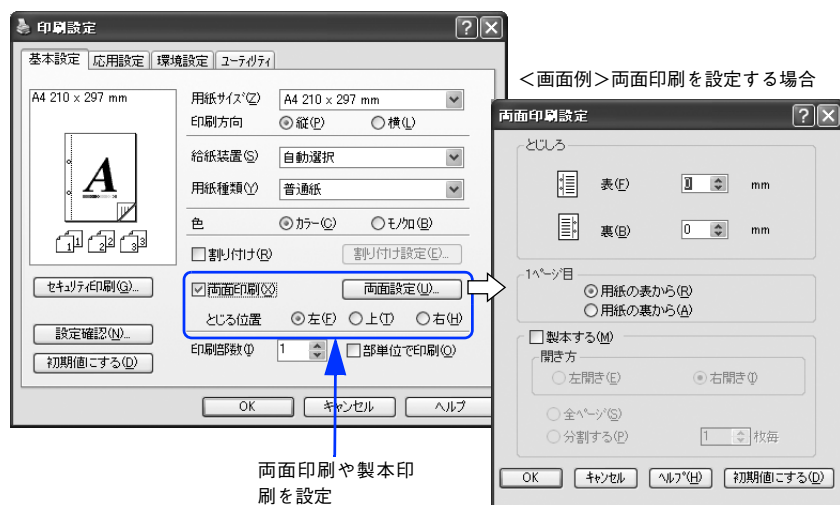 印刷設定
基本設定 応用設定 環境設定 ユーティリティ
A4 210 x 297 mm
A
1 1 2 2 3 3
セキュリティ印刷(G)...
設定確認(N)...
初期値にする(D)
用紙サイズ(Z) A4 210 x 297 mm
印刷方向 縦(P) 横(L)
給紙装置(S) 自動選択
用紙種類(Y) 普通紙
色 カラー(C) モノクロ(B)
割り付け(R) 割り付け設定(E)...
両面印刷(X) 両面設定(U)...
とじる位置 左(F) 上(T) 右(H)
印刷部数(I) 1 部単位で印刷(O)
OK キャンセル ヘルプ
両面印刷や製本印
刷を設定
<画面例>両面印刷を設定する場合
両面印刷設定
とじしろ
表(F) 0 mm
裏(B) 0 mm
1ページ目
用紙の表から(R)
用紙の裏から(A)
製本する(M)
開き方
左開き(E) 右開き(I)
全ページ(S)
分割する(P) 1 枚毎
OK キャンセル ヘルプ(H) 初期値にする(D)